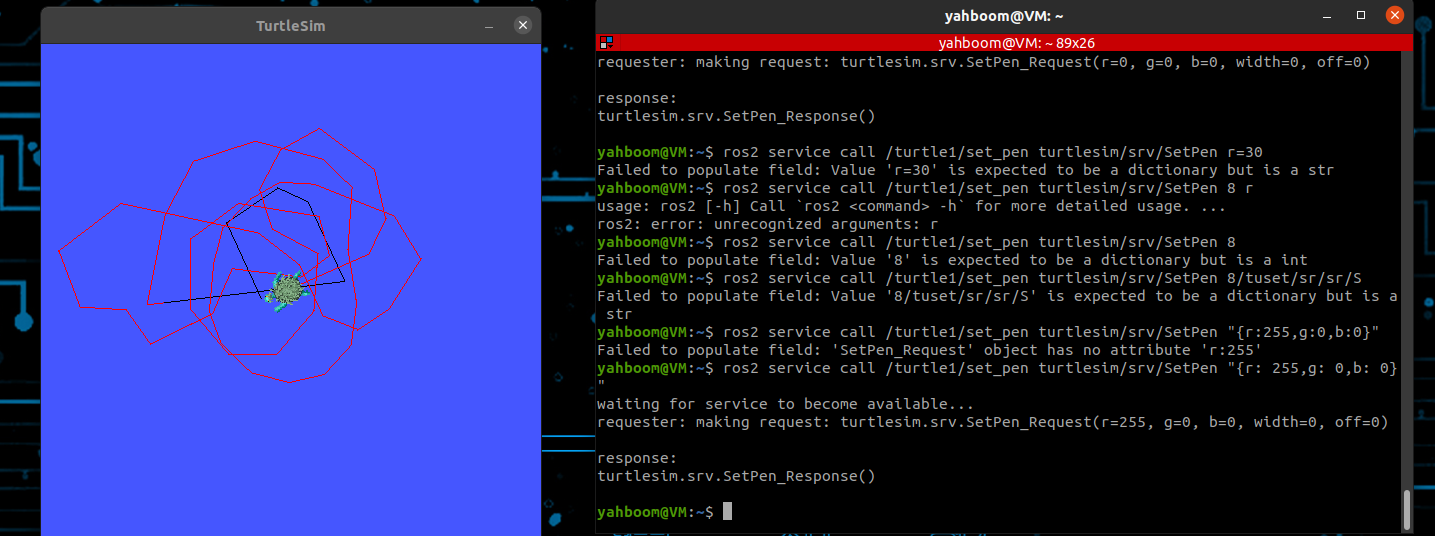 TurtleSim
yahboom@VM: ~
yahboom@VM: ~ 89x26
requester: making request: turtlesim.srv.SetPen_Request(r=0, g=0, b=0, width=0, off=0)
response:
turtlesim.srv.SetPen_Response()
yahboom@VM:~$ ros2 service call /turtle1/set_pen turtlesim/srv/SetPen r=30
Failed to populate field: Value 'r=30' is expected to be a dictionary but is a str
yahboom@VM:~$ ros2 service call /turtle1/set_pen turtlesim/srv/SetPen 8 r
usage: ros2 [-h] Call `ros2 <command> -h` for more detailed usage. ...
ros2: error: unrecognized arguments: r
yahboom@VM:~$ ros2 service call /turtle1/set_pen turtlesim/srv/SetPen 8
Failed to populate field: Value '8' is expected to be a dictionary but is a int
yahboom@VM:~$ ros2 service call /turtle1/set_pen turtlesim/srv/SetPen 8/tuset/sr/sr/S
Failed to populate field: Value '8/tuset/sr/sr/S' is expected to be a dictionary but is a
str
yahboom@VM:~$ ros2 service call /turtle1/set_pen turtlesim/srv/SetPen "{r:255,g:0,b:0}"
Failed to populate field: 'SetPen_Request' object has no attribute 'r:255'
yahboom@VM:~$ ros2 service call /turtle1/set_pen turtlesim/srv/SetPen "{r: 255,g: 0,b: 0}
"
waiting for service to become available...
requester: making request: turtlesim.srv.SetPen_Request(r=255, g=0, b=0, width=0, off=0)
response:
turtlesim.srv.SetPen_Response()
yahboom@VM:~$